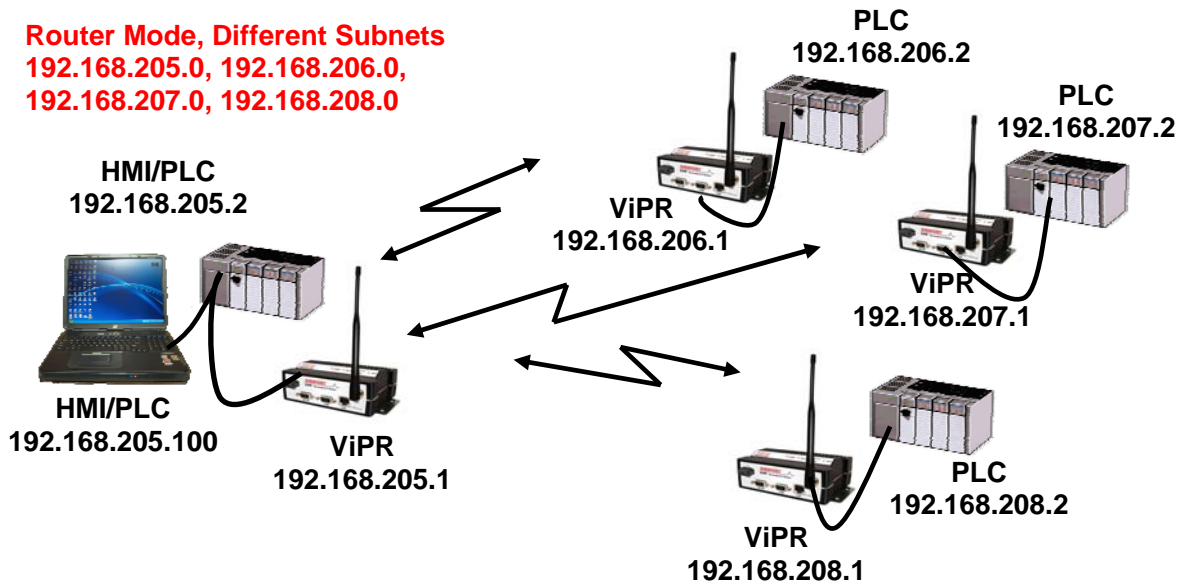 Router Mode, Different Subnets
192.168.205.0, 192.168.206.0,
192.168.207.0, 192.168.208.0
PLC
192.168.206.2
PLC
192.168.207.2
HMI/PLC
192.168.205.2
ViPR
192.168.206.1
ViPR
192.168.207.1
HMI/PLC
192.168.205.100
ViPR
192.168.205.1
PLC
192.168.208.2
ViPR
192.168.208.1